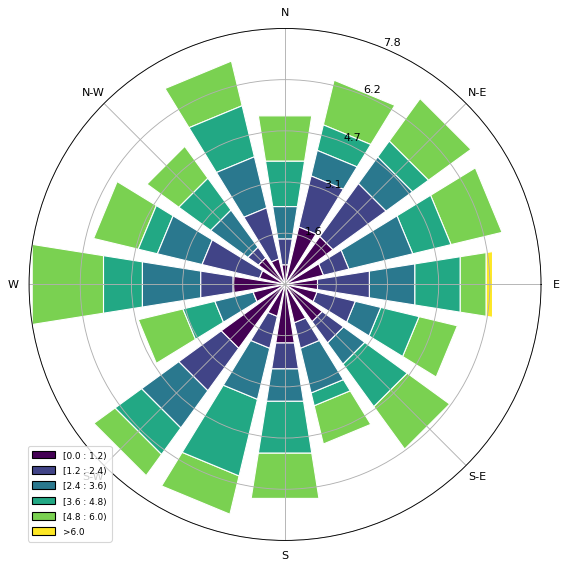 N
7.8
6.2
N-W
N-E
4.7
3.1
1.6
W
E
[0.0 : 1.2)
[1.2 : 2.4)
[2.4 : 3.6)
[3.6 : 4.8)
[4.8 : 6.0)
>6.0
S-W
S-E
S